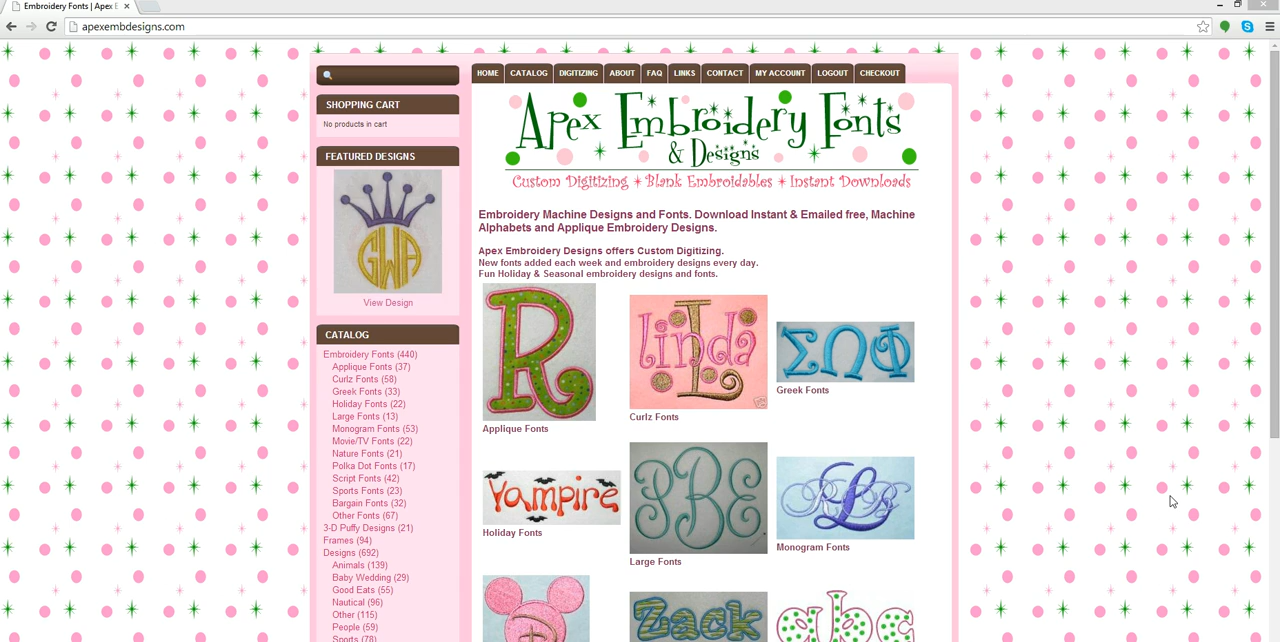 Embroidery Fonts | Apex E
apexembdesigns.com
HOME
CATALOG
DIGITIZING
ABOUT
FAQ
LINKS
CONTACT
MY ACCOUNT
LOGOUT
CHECKOUT
SHOPPING CART
No products in cart
FEATURED DESIGNS
GWA
View Design
CATALOG
Embroidery Fonts (440)
Applique Fonts (37)
Curlz Fonts (58)
Greek Fonts (33)
Holiday Fonts (22)
Large Fonts (13)
Monogram Fonts (53)
Movie/TV Fonts (22)
Nature Fonts (21)
Polka Dot Fonts (17)
Script Fonts (42)
Sports Fonts (23)
Bargain Fonts (32)
Other Fonts (67)
3-D Puffy Designs (21)
Frames (94)
Designs (692)
Animals (139)
Baby Wedding (29)
Good Eats (55)
Nautical (96)
Other (115)
People (59)
Sports (78)
Apex Embroidery Fonts
& Designs
Custom Digitizing ✦ Blank Embroidables ✦ Instant Downloads
Embroidery Machine Designs and Fonts. Download Instant & Emailed free, Machine
Alphabets and Applique Embroidery Designs.
Apex Embroidery Designs offers Custom Digitizing.
New fonts added each week and embroidery designs every day.
Fun Holiday & Seasonal embroidery designs and fonts.
R
Applique Fonts
linda
L
Curlz Fonts
ΣΩΦ
Greek Fonts
Vampire
Holiday Fonts
PBE
Large Fonts
RLB
Monogram Fonts
D
Zack
abc